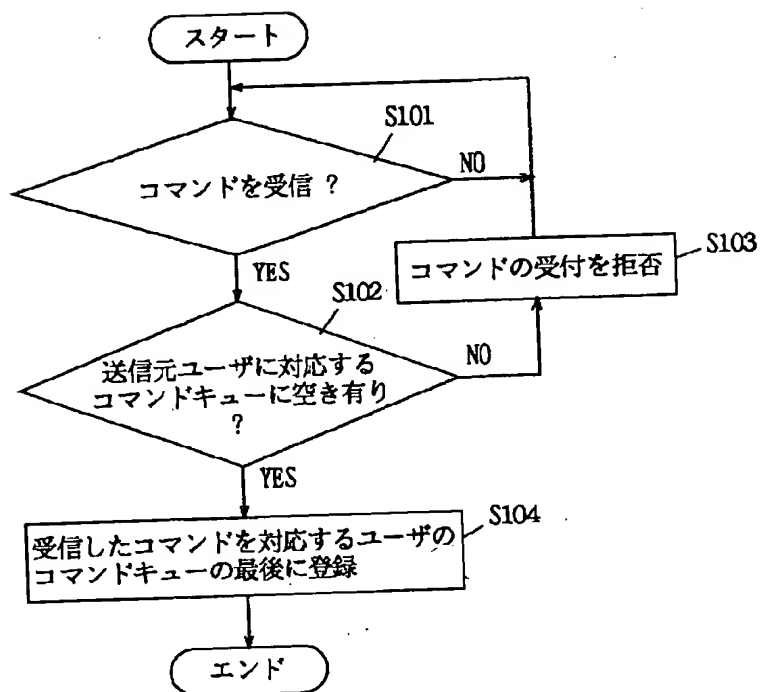 スタート
S101
コマンドを受信 ?
NO
YES
コマンドの受付を拒否
S103
S102
送信元ユーザに対応する
コマンドキューに空き有り
?
NO
YES
S104
受信したコマンドを対応するユーザの
コマンドキューの最後に登録
エンド